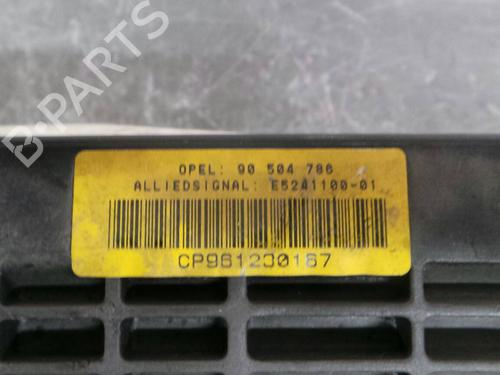 OPEL: 90 504 786
ALLIEDSIGNAL: E5241100-01
CP961230167
B-PARTS